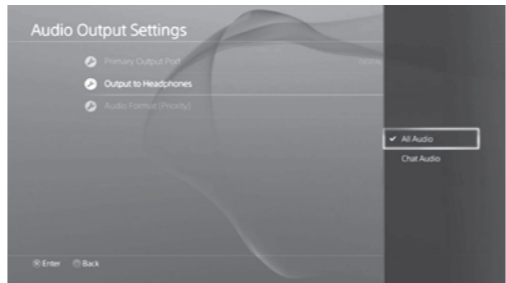 Audio Output Settings
Primary Output Port
Output to Headphones
Audio Format (Priority)
All Audio
Chat Audio
Enter Back